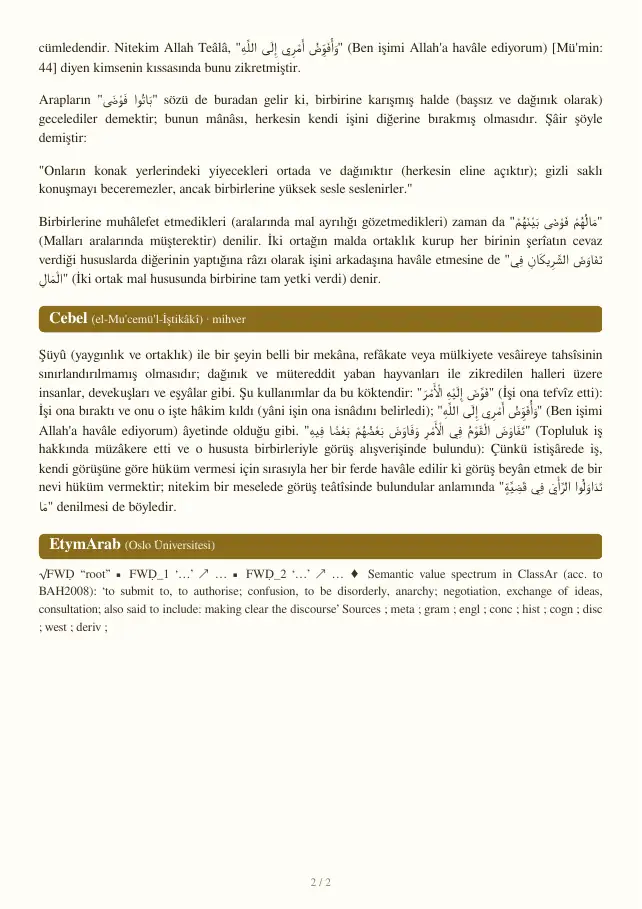 cümledendir. Nitekim Allah Teâlâ, "وَأُفَوِّضُ أَمْرِي إِلَى اللَّهِ" (Ben işimi Allah'a havâle ediyorum) [Mü'min:
44] diyen kimsenin kıssasında bunu zikretmiştir.
Arapların "بَاتُوا فَوْضَى" sözü de buradan gelir ki, birbirine karışmış halde (başsız ve dağınık olarak)
gecelediler demektir; bunun mânâsı, herkesin kendi işini diğerine bırakmış olmasıdır. Şâir şöyle
demiştir:
"Onların konak yerlerindeki yiyecekleri ortada ve dağınıktır (herkesin eline açıktır); gizli saklı
konuşmayı beceremezler, ancak birbirlerine yüksek sesle seslenirler."
Birbirlerine muhâlefet etmedikleri (aralarında mal ayrılığı gözetmedikleri) zaman da "مَالُهُمْ فَوْضَى بَيْنَهُمْ"
(Malları aralarında müşterektir) denilir. İki ortağın malda ortaklık kurup her birinin şerîatın cevaz
verdiği hususlarda diğerinin yaptığına râzı olarak işini arkadaşına havâle etmesine de "تَفَاوَضَ الشَّرِيكَانِ فِي
الْمَالِ" (İki ortak mal hususunda birbirine tam yetki verdi) denir.
Cebel (el-Mu'cemü'l-İştikâkî) · mihver
Şüyû (yaygınlık ve ortaklık) ile bir şeyin belli bir mekâna, refâkate veya mülkiyete vesâireye tahsîsinin
sınırlandırılmamış olmasıdır; dağınık ve mütereddit yaban hayvanları ile zikredilen halleri üzere
insanlar, devekuşları ve eşyâlar gibi. Şu kullanımlar da bu köktendir: "فَوَّضَ إِلَيْهِ الْأَمْرَ" (İşi ona tefvîz etti):
İşi ona bıraktı ve onu o işte hâkim kıldı (yâni işin ona isnâdını belirledi); "وَأُفَوِّضُ أَمْرِي إِلَى اللَّهِ" (Ben işimi
Allah'a havâle ediyorum) âyetinde olduğu gibi. "تَفَاوَضَ الْقَوْمُ فِي الْأَمْرِ وَفَاوَضَ بَعْضُهُمْ بَعْضًا فِيهِ" (Topluluk iş
hakkında müzâkere etti ve o hususta birbirleriyle görüş alışverişinde bulundu): Çünkü istişârede iş,
kendi görüşüne göre hüküm vermesi için sırasıyla her bir ferde havâle edilir ki görüş beyân etmek de bir
nevi hüküm vermektir; nitekim bir meselede görüş teâtîsinde bulundular anlamında "تَدَاوَلُوا الرَّأْيَ فِي قَضِيَّةٍ
مَا" denilmesi de böyledir.
EtymArab (Oslo Üniversitesi)
√FWḌ “root” ▪ FWḌ_1 ‘…’ ↗ … ▪ FWḌ_2 ‘…’ ↗ … ♦ Semantic value spectrum in ClassAr (acc. to
BAH2008): ‘to submit to, to authorise; confusion, to be disorderly, anarchy; negotiation, exchange of ideas,
consultation; also said to include: making clear the discourse’ Sources ; meta ; gram ; engl ; conc ; hist ; cogn ; disc
; west ; deriv ;
2 / 2